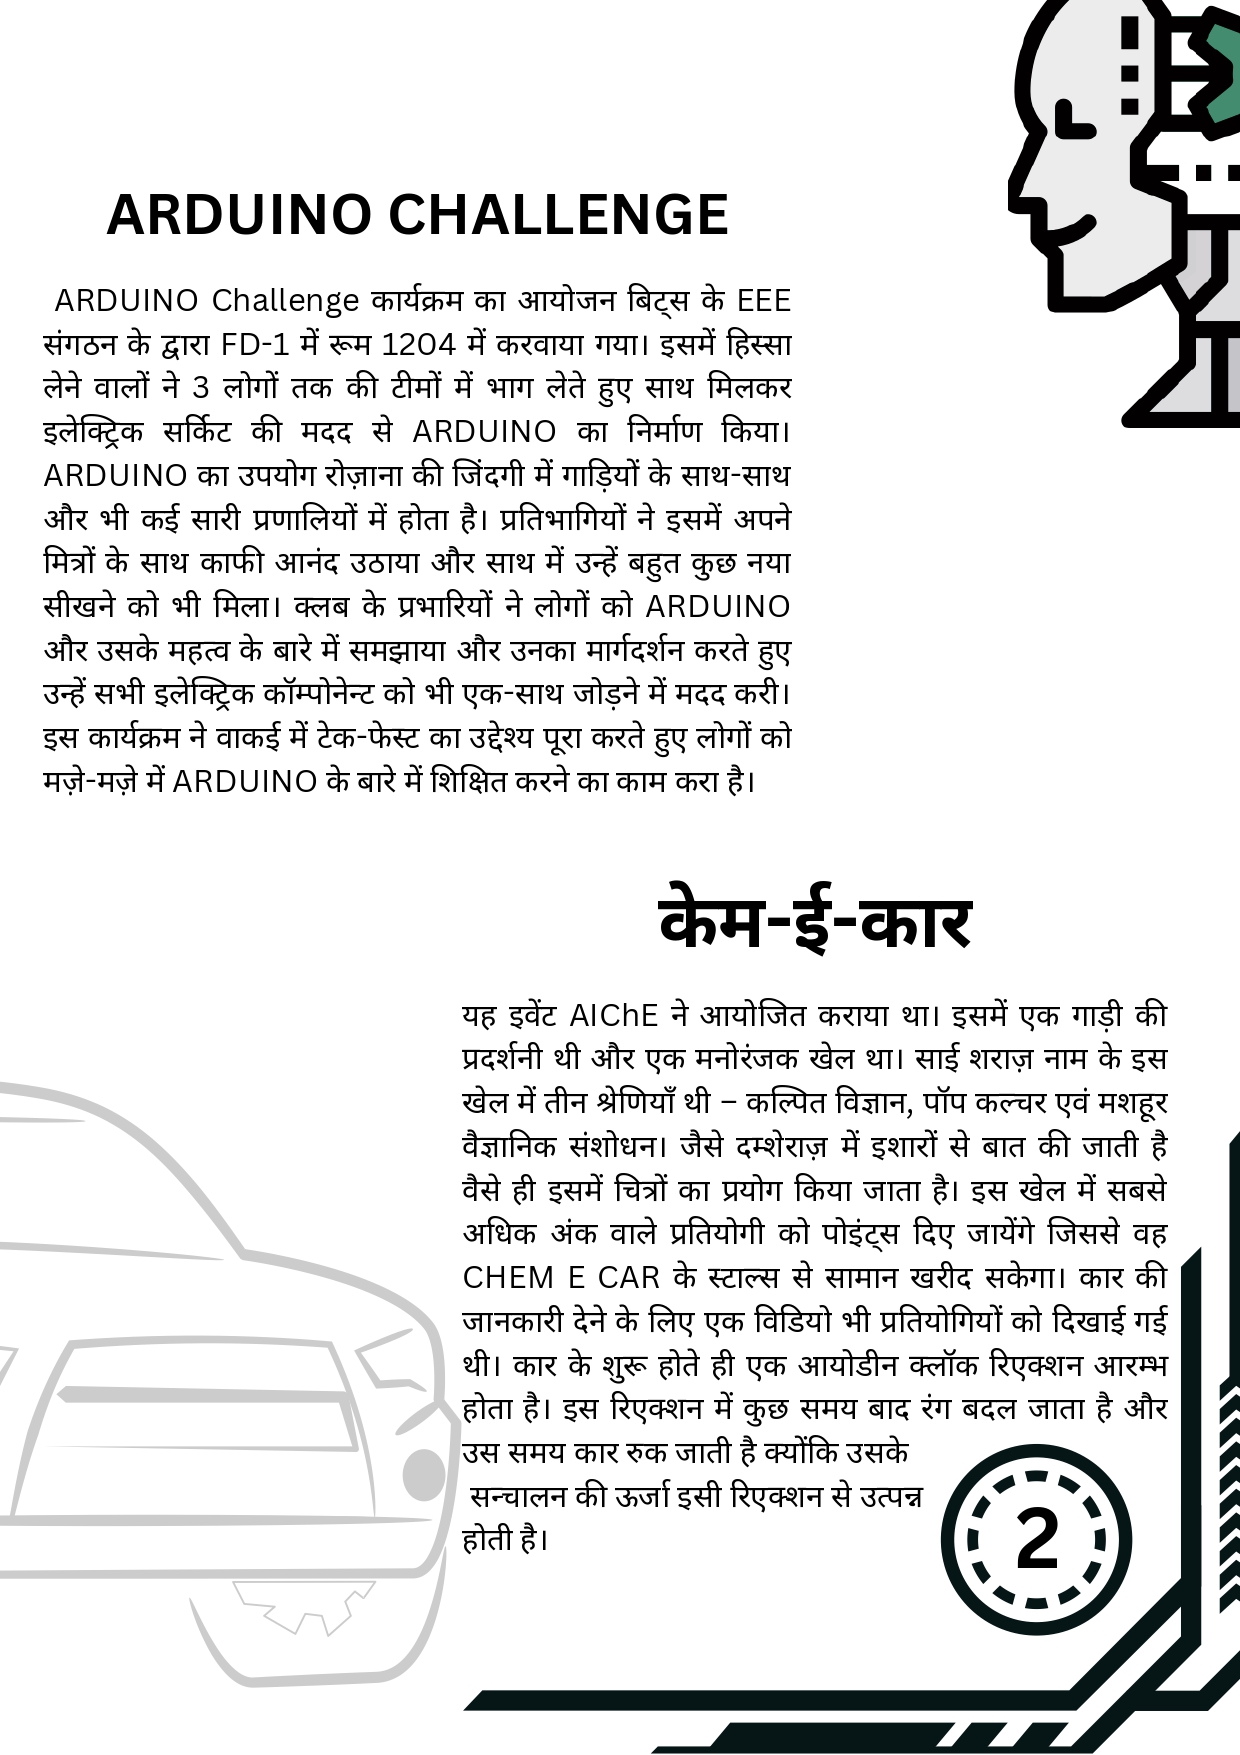 ARDUINO CHALLENGE
ARDUINO Challenge कार्यक्रम का आयोजन बिट्स के EEE
संगठन के द्वारा FD-1 में रूम 1204 में करवाया गया। इसमें हिस्सा
लेने वालों ने 3 लोगों तक की टीमों में भाग लेते हुए साथ मिलकर
इलेक्ट्रिक सर्किट की मदद से ARDUINO का निर्माण किया।
ARDUINO का उपयोग रोज़ाना की जिंदगी में गाड़ियों के साथ-साथ
और भी कई सारी प्रणालियों में होता है। प्रतिभागियों ने इसमें अपने
मित्रों के साथ काफी आनंद उठाया और साथ में उन्हें बहुत कुछ नया
सीखने को भी मिला। क्लब के प्रभारियों ने लोगों को ARDUINO
और उसके महत्व के बारे में समझाया और उनका मार्गदर्शन करते हुए
उन्हें सभी इलेक्ट्रिक कॉम्पोनेन्ट को भी एक-साथ जोड़ने में मदद करी।
इस कार्यक्रम ने वाकई में टेक-फेस्ट का उद्देश्य पूरा करते हुए लोगों को
मज़े-मज़े में ARDUINO के बारे में शिक्षित करने का काम करा है।
केम-ई-कार
यह इवेंट AIChE ने आयोजित कराया था। इसमें एक गाड़ी की
प्रदर्शनी थी और एक मनोरंजक खेल था। साई शराज़ नाम के इस
खेल में तीन श्रेणियाँ थी – कल्पित विज्ञान, पॉप कल्चर एवं मशहूर
वैज्ञानिक संशोधन। जैसे दम्शेराज़ में इशारों से बात की जाती है
वैसे ही इसमें चित्रों का प्रयोग किया जाता है। इस खेल में सबसे
अधिक अंक वाले प्रतियोगी को पोइंट्स दिए जायेंगे जिससे वह
CHEM E CAR के स्टाल्स से सामान खरीद सकेगा। कार की
जानकारी देने के लिए एक विडियो भी प्रतियोगियों को दिखाई गई
थी। कार के शुरू होते ही एक आयोडीन क्लॉक रिएक्शन आरम्भ
होता है। इस रिएक्शन में कुछ समय बाद रंग बदल जाता है और
उस समय कार रुक जाती है क्योंकि उसके
सन्चालन की ऊर्जा इसी रिएक्शन से उत्पन्न
होती है।
2